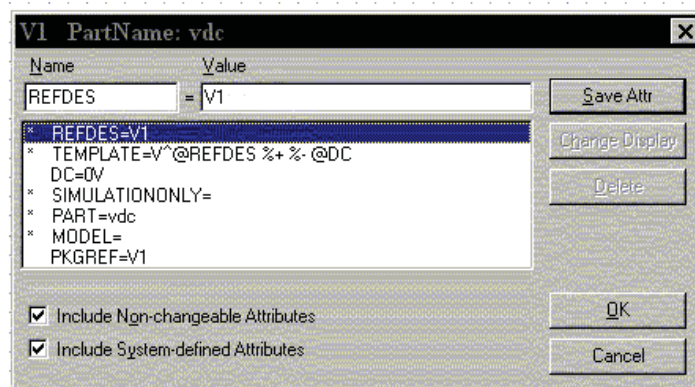 V1 PartName: vdc
Name Value
REFDES = V1
Save Attr
* REFDES=V1
Change Display
* TEMPLATE=V^@REFDES %+ %- @DC
DC=0V
Delete
* SIMULATIONONLY=
* PART=vdc
* MODEL=
PKGREF=V1
Include Non-changeable Attributes
OK
Include System-defined Attributes
Cancel